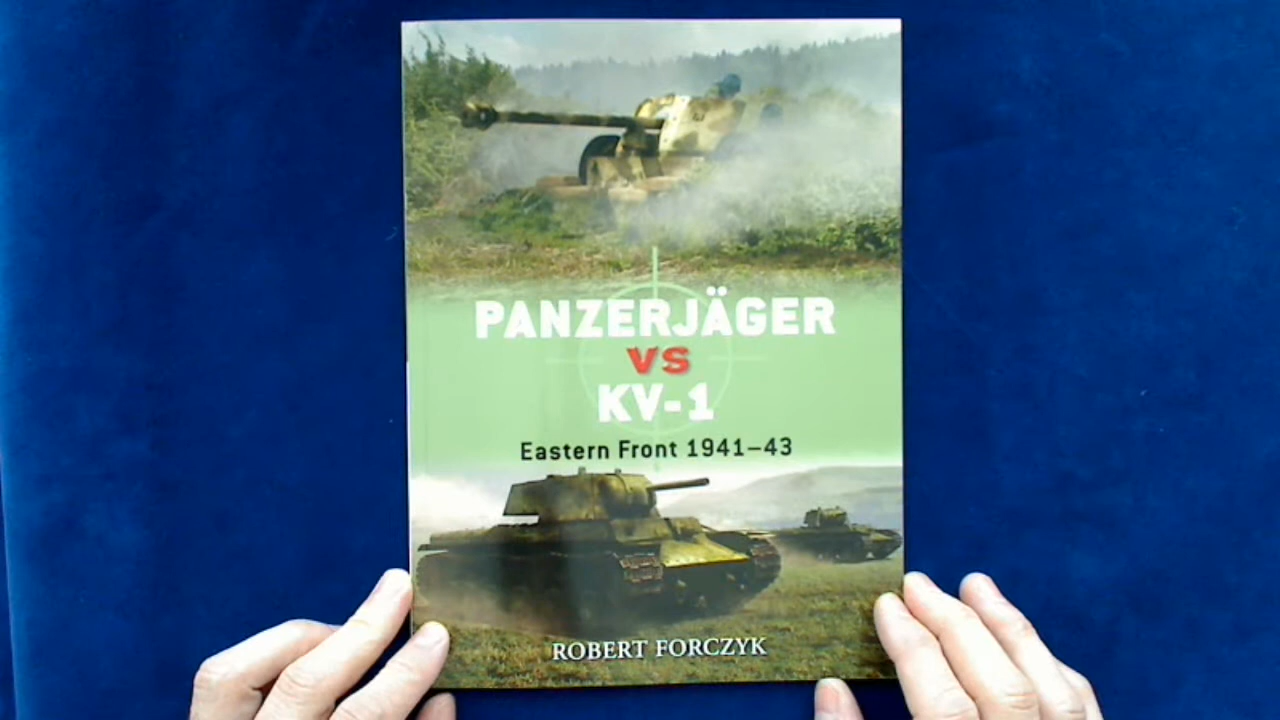 PANZERJÄGER
VS
KV-1
Eastern Front 1941–43
ROBERT FORCZYK